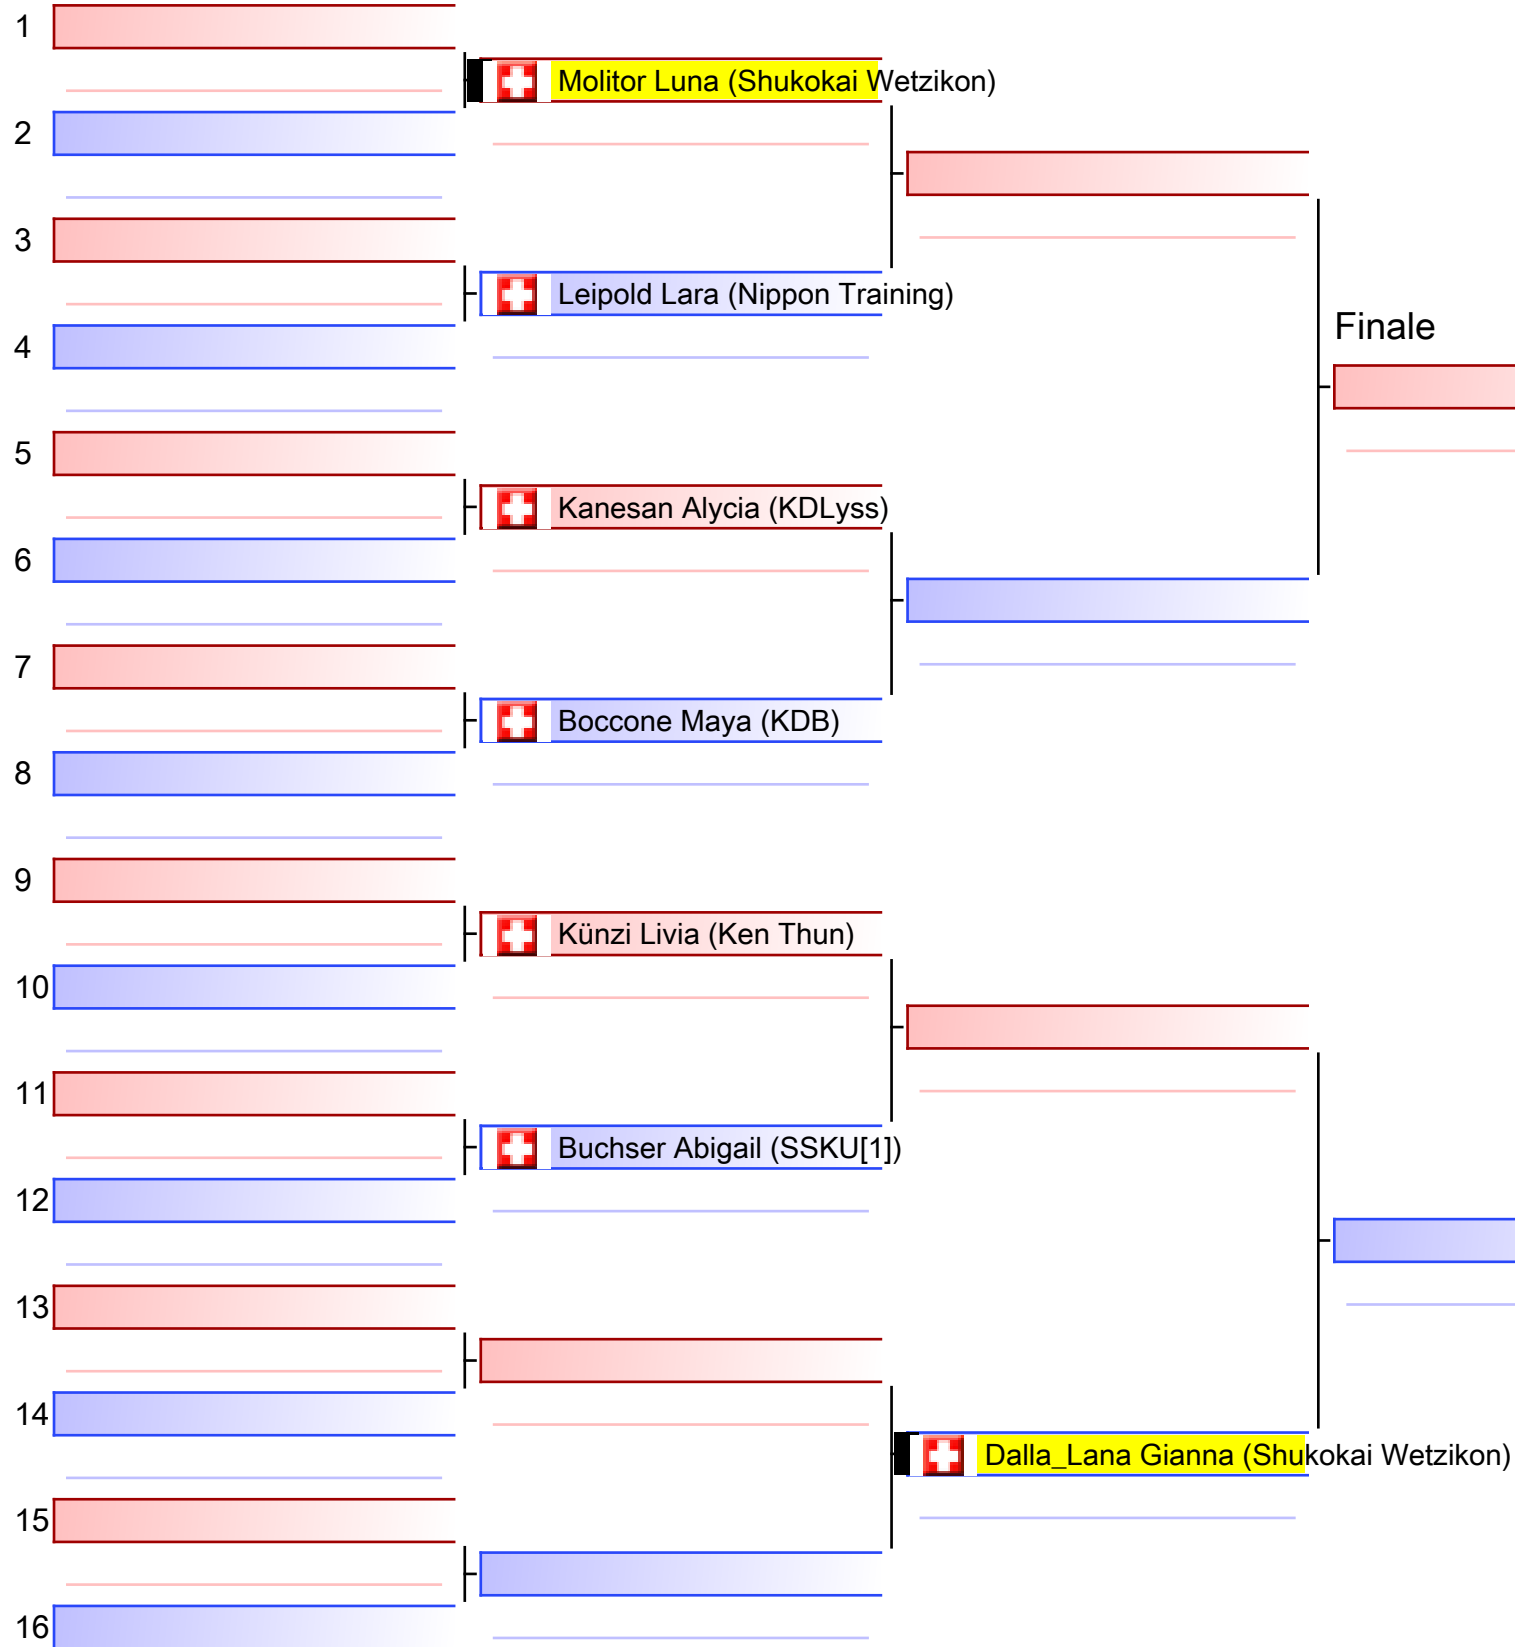 1
Molitor Luna (Shukokai Wetzikon)
2
3
Leipold Lara (Nippon Training)
Finale
4
5
Kanesan Alycia (KDLyss)
6
7
Boccone Maya (KDB)
8
9
Künzi Livia (Ken Thun)
10
11
Buchser Abigail (SSKU[1])
12
13
14
Dalla_Lana Gianna (Shukokai Wetzikon)
15
16